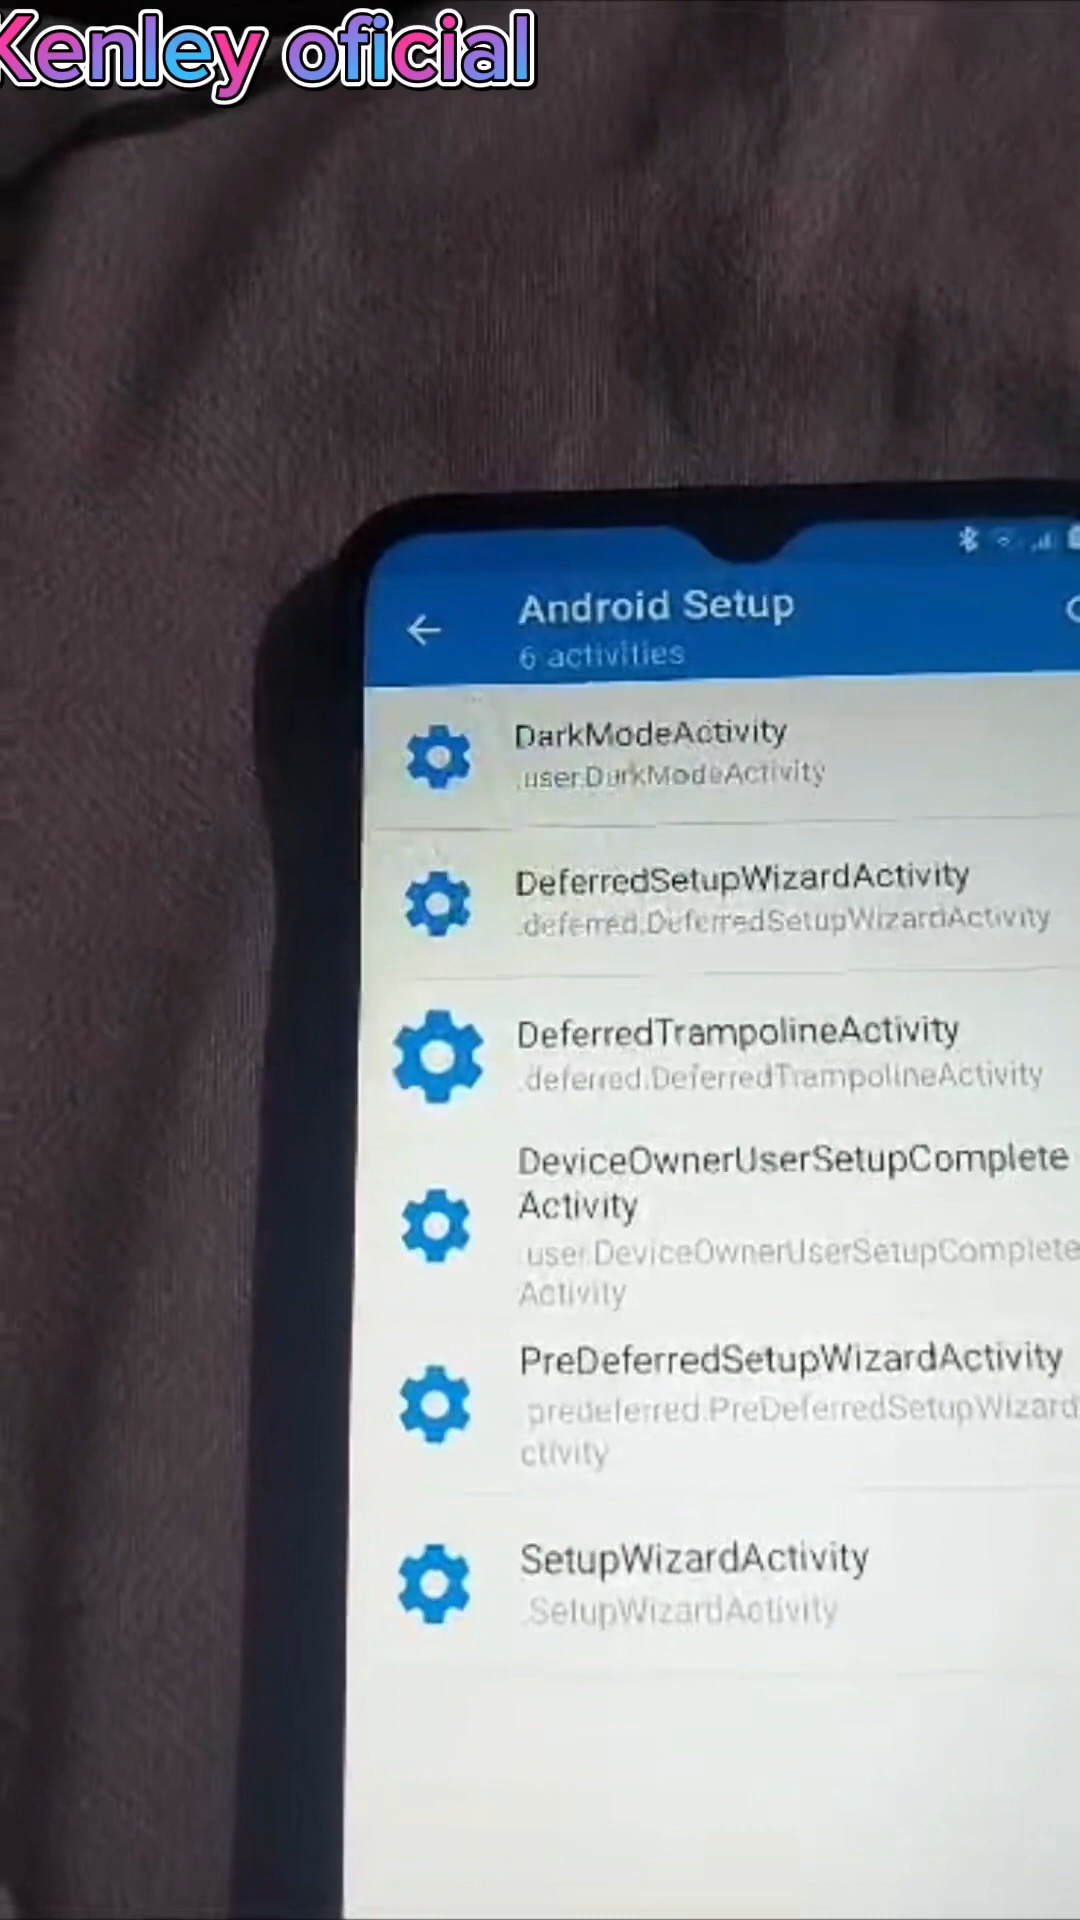 Kenley oficial
Android Setup
6 activities
DarkModeActivity
.user.DarkModeActivity
DeferredSetupWizardActivity
.deferred.DeferredSetupWizardActivity
DeferredTrampolineActivity
.deferred.DeferredTrampolineActivity
DeviceOwnerUserSetupComplete
Activity
.user.DeviceOwnerUserSetupComplete
Activity
PreDeferredSetupWizardActivity
.predeferred.PreDeferredSetupWizard
ctivity
SetupWizardActivity
.SetupWizardActivity